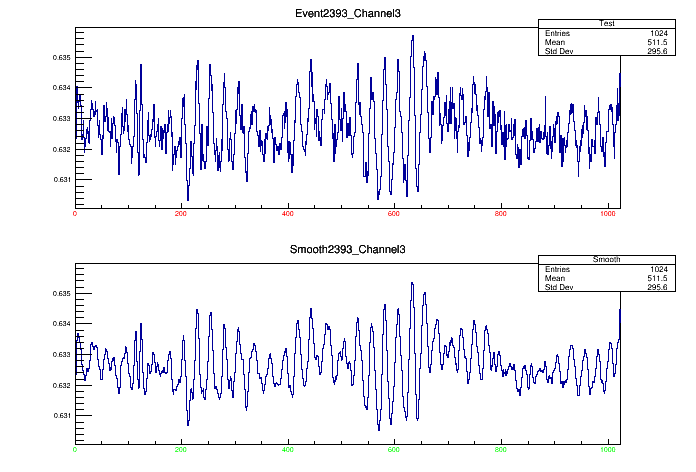 Event2393_Channel3
Test
Entries 1024
Mean 511.5
Std Dev 295.6
0.635
0.634
0.633
0.632
0.631
0 200 400 600 800 1000
Smooth2393_Channel3
Smooth
Entries 1024
Mean 511.5
Std Dev 295.6
0.635
0.634
0.633
0.632
0.631
0 200 400 600 800 1000